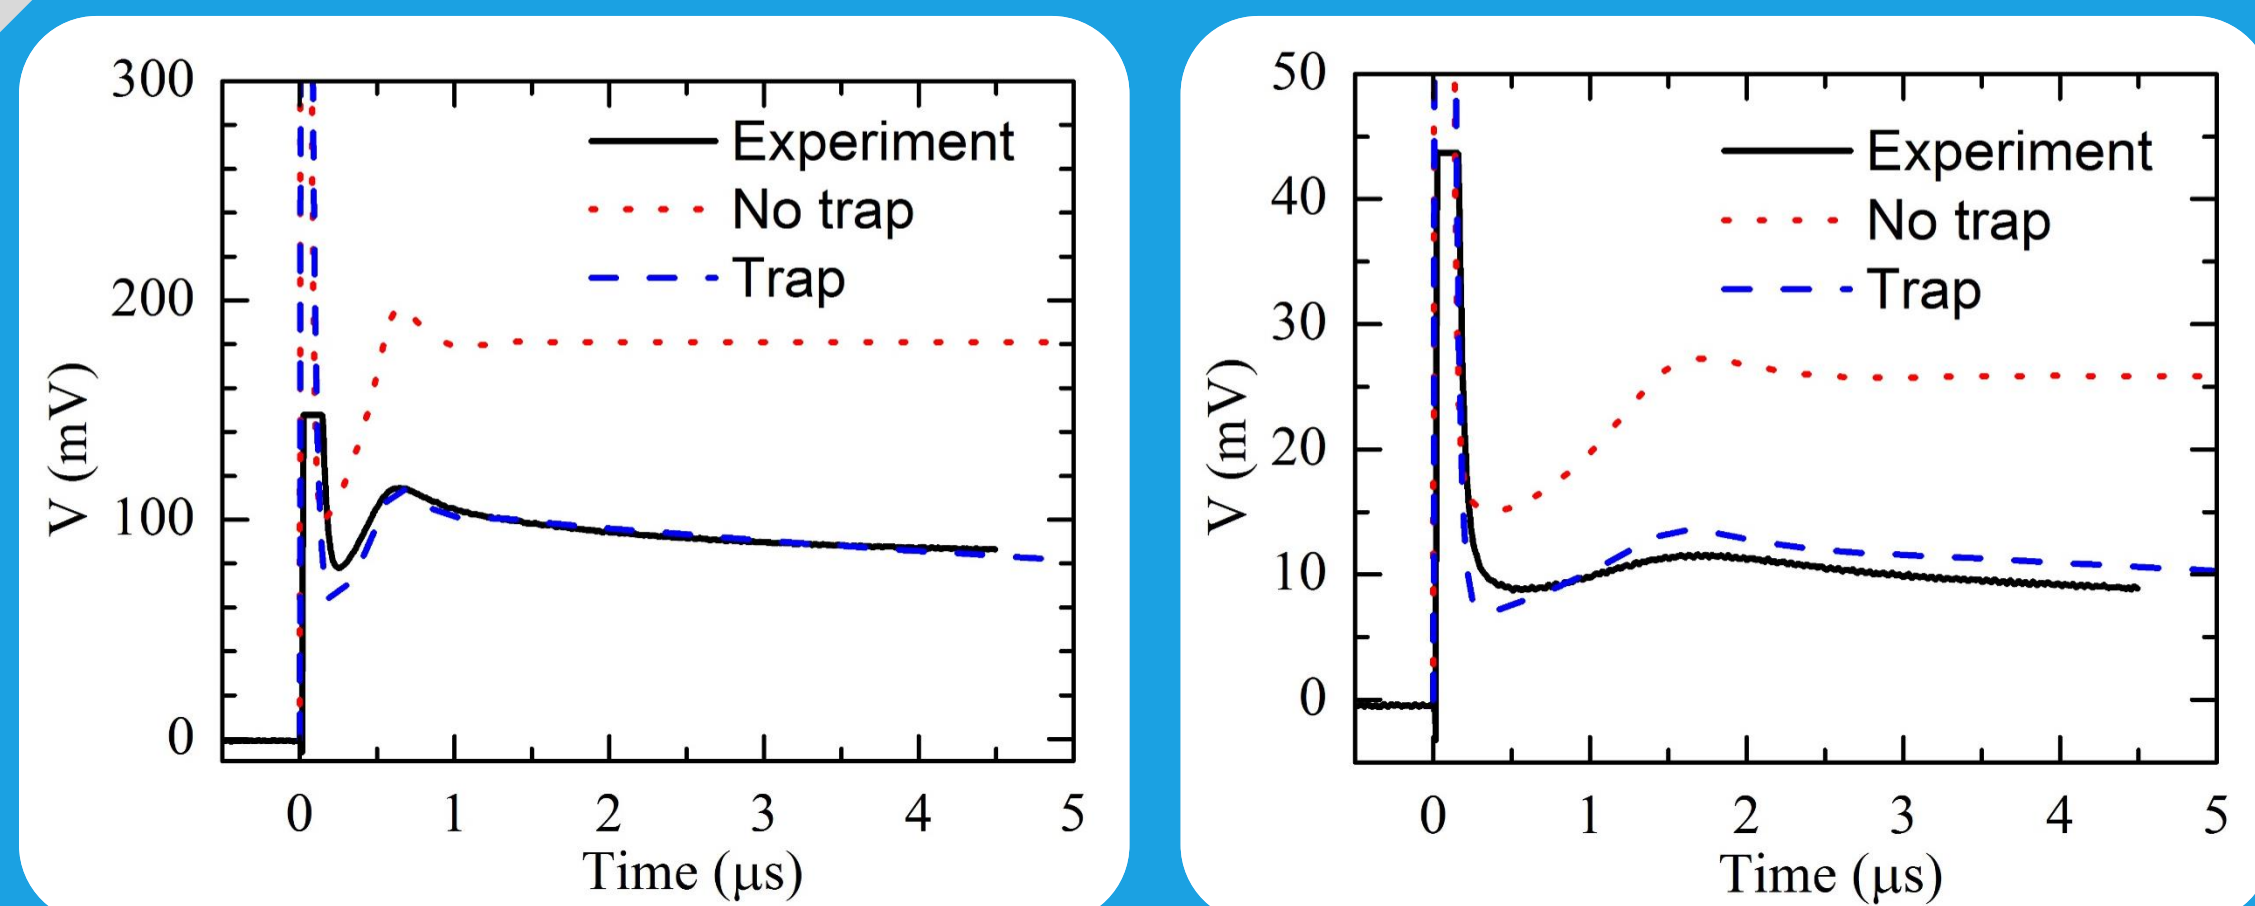 300
200
100
0
V (mV)
Experiment
No trap
Trap
0 1 2 3 4 5
Time (μs)
50
40
30
20
10
0
V (mV)
Experiment
No trap
Trap
0 1 2 3 4 5
Time (μs)